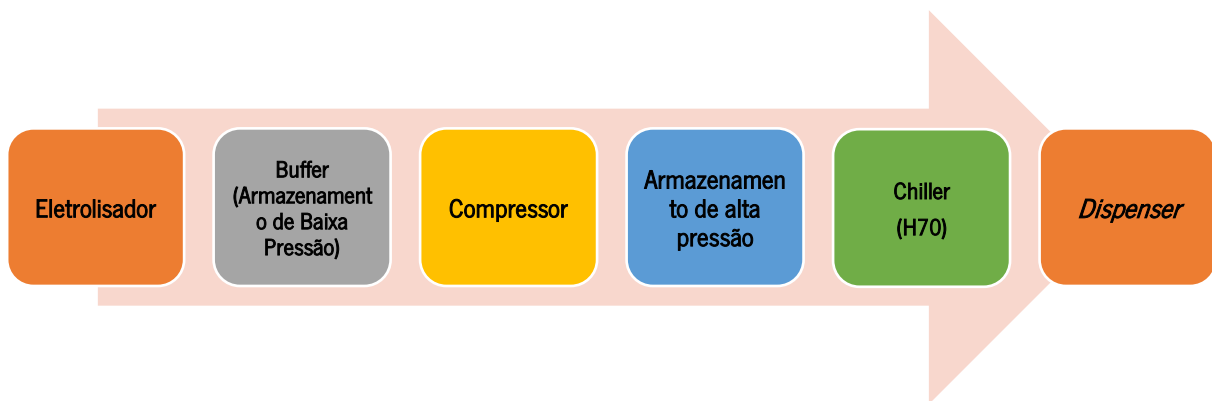 Eletrolisador
Buffer
(Armazenament
o de Baixa
Pressão)
Compressor
Armazenamen
to de alta
pressão
Chiller
(H70)
Dispenser